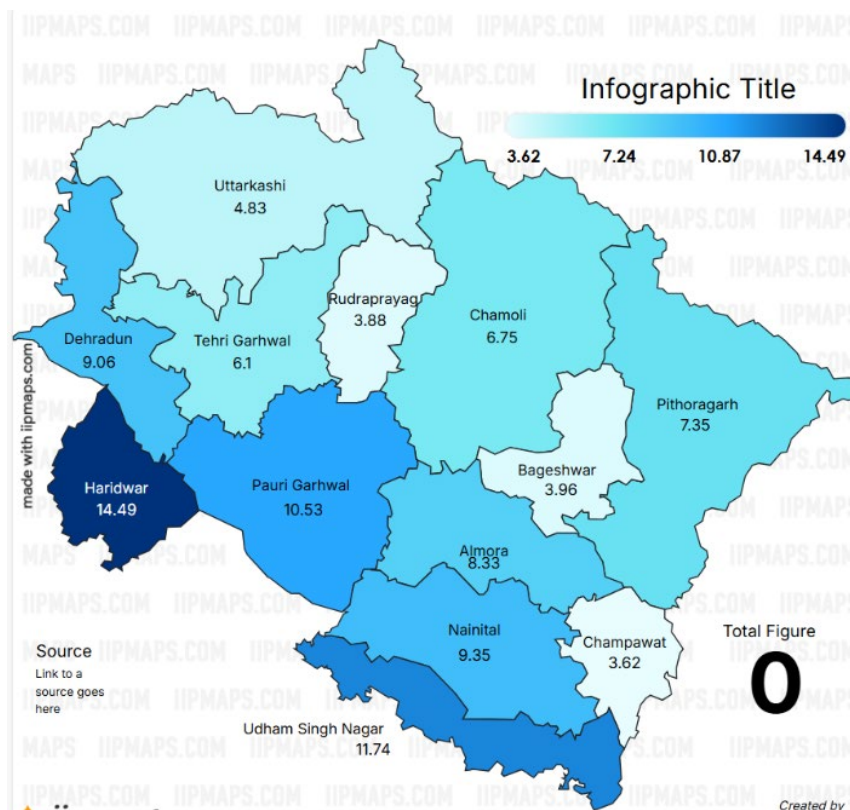 Infographic Title
3.62 7.24 10.87 14.49
Uttarkashi
4.83
Rudraprayag
3.88
Chamoli
6.75
Dehradun
9.06
Tehri Garhwal
6.1
Pithoragarh
7.35
Bageshwar
3.96
Haridwar
14.49
Pauri Garhwal
10.53
Almora
8.33
Nainital
9.35
Champawat
3.62
Udham Singh Nagar
11.74
Total Figure
0
Source
Link to a
source goes
here
made with iipmaps.com
Created by
IIPMAPS.COM